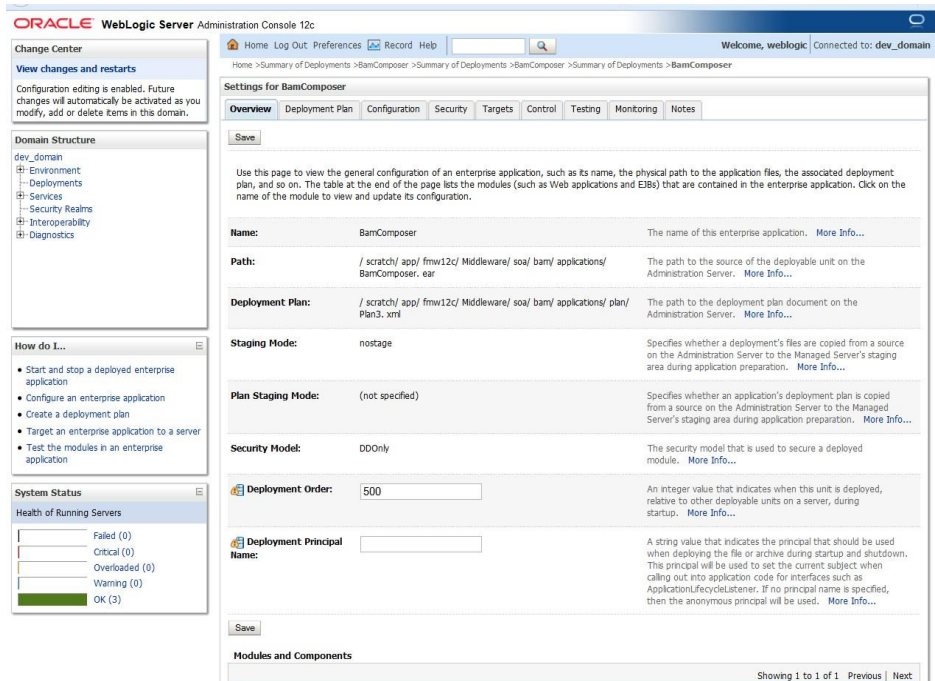 ORACLE WebLogic Server Administration Console 12c
Change Center
View changes and restarts
Configuration editing is enabled. Future
changes will automatically be activated as you
modify, add or delete items in this domain.
Domain Structure
dev_domain
Environment
Deployments
Services
Security Realms
Interoperability
Diagnostics
How do I...
Start and stop a deployed enterprise
application
Configure an enterprise application
Create a deployment plan
Target an enterprise application to a server
Test the modules in an enterprise
application
System Status
Health of Running Servers
Failed (0)
Critical (0)
Overloaded (0)
Warning (0)
OK (3)
Home Log Out Preferences Record Help
Welcome, weblogic Connected to: dev_domain
Home >Summary of Deployments >BamComposer >Summary of Deployments >BamComposer >Summary of Deployments >BamComposer
Settings for BamComposer
Overview Deployment Plan Configuration Security Targets Control Testing Monitoring Notes
Save
Use this page to view the general configuration of an enterprise application, such as its name, the physical path to the application files, the associated deployment
plan, and so on. The table at the end of the page lists the modules (such as Web applications and EJBs) that are contained in the enterprise application. Click on the
name of the module to view and update its configuration.
Name: BamComposer The name of this enterprise application. More Info...
Path: / scratch/ app/ fmw12c/ Middleware/ soa/ bam/ applications/ The path to the source of the deployable unit on the
BamComposer. ear Administration Server. More Info...
Deployment Plan: / scratch/ app/ fmw12c/ Middleware/ soa/ bam/ applications/ plan/ The path to the deployment plan document on the
Plan3. xml Administration Server. More Info...
Staging Mode: nostage Specifies whether a deployment's files are copied from a source
on the Administration Server to the Managed Server's staging
area during application preparation. More Info...
Plan Staging Mode: (not specified) Specifies whether an application's deployment plan is copied
from a source on the Administration Server to the Managed
Server's staging area during application preparation. More Info...
Security Model: DDOnly The security model that is used to secure a deployed
module. More Info...
Deployment Order: 500 An integer value that indicates when this unit is deployed,
relative to other deployable units on a server, during
startup. More Info...
Deployment Principal A string value that indicates the principal that should be used
Name: when deploying the file or archive during startup and shutdown.
This principal will be used to set the current subject when
calling out into application code for interfaces such as
ApplicationLifecycleListener. If no principal name is specified,
then the anonymous principal will be used. More Info...
Save
Modules and Components
Showing 1 to 1 of 1 Previous | Next